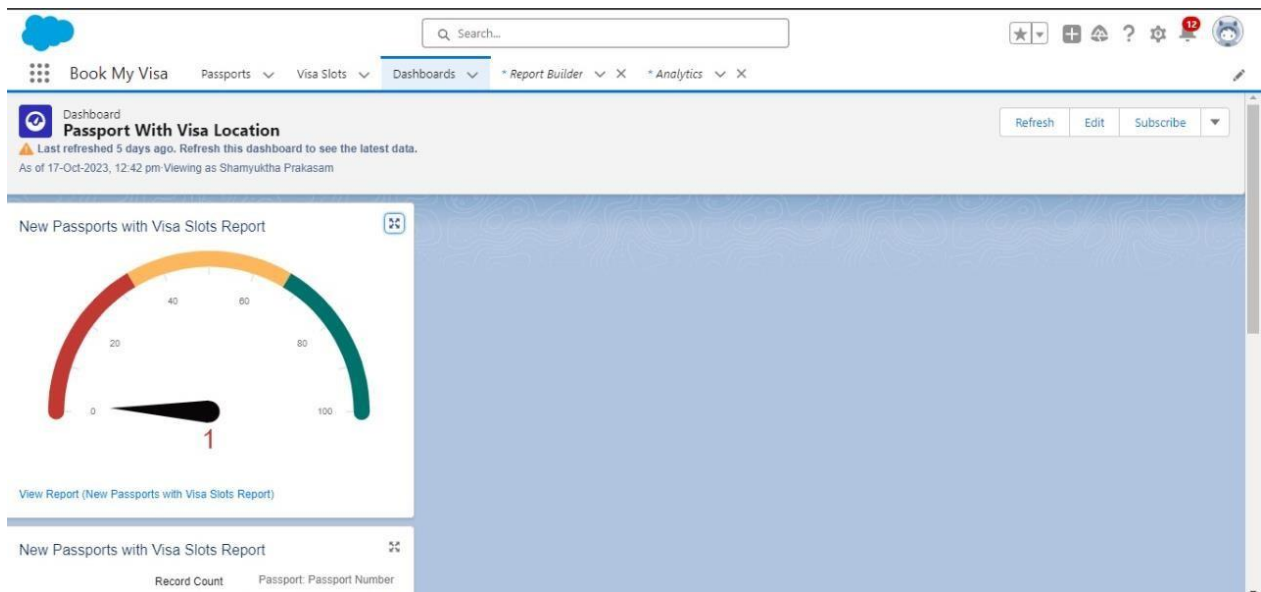 Search...
12
Book My Visa Passports Visa Slots Dashboards * Report Builder * Analytics
Dashboard
Passport With Visa Location
Last refreshed 5 days ago. Refresh this dashboard to see the latest data.
As of 17-Oct-2023, 12:42 pm·Viewing as Shamyuktha Prakasam
Refresh Edit Subscribe
New Passports with Visa Slots Report
40 60
20 80
0 100
1
View Report (New Passports with Visa Slots Report)
New Passports with Visa Slots Report
Record Count Passport: Passport Number